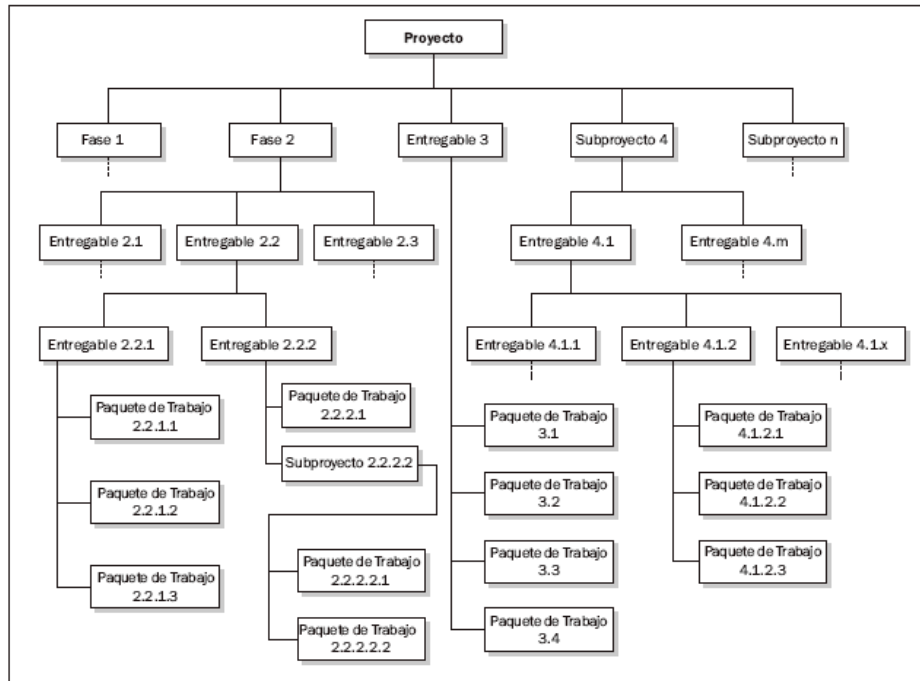 Proyecto
Fase 1
Fase 2
Entregable 3
Subproyecto 4
Subproyecto n
Entregable 2.1
Entregable 2.2
Entregable 2.3
Entregable 4.1
Entregable 4.m
Entregable 2.2.1
Entregable 2.2.2
Entregable 4.1.1
Entregable 4.1.2
Entregable 4.1.x
Paquete de Trabajo
2.2.1.1
Paquete de Trabajo
2.2.1.2
Paquete de Trabajo
2.2.1.3
Paquete de Trabajo
2.2.2.1
Subproyecto 2.2.2.2
Paquete de Trabajo
2.2.2.2.1
Paquete de Trabajo
2.2.2.2.2
Paquete de Trabajo
3.1
Paquete de Trabajo
3.2
Paquete de Trabajo
3.3
Paquete de Trabajo
3.4
Paquete de Trabajo
4.1.2.1
Paquete de Trabajo
4.1.2.2
Paquete de Trabajo
4.1.2.3